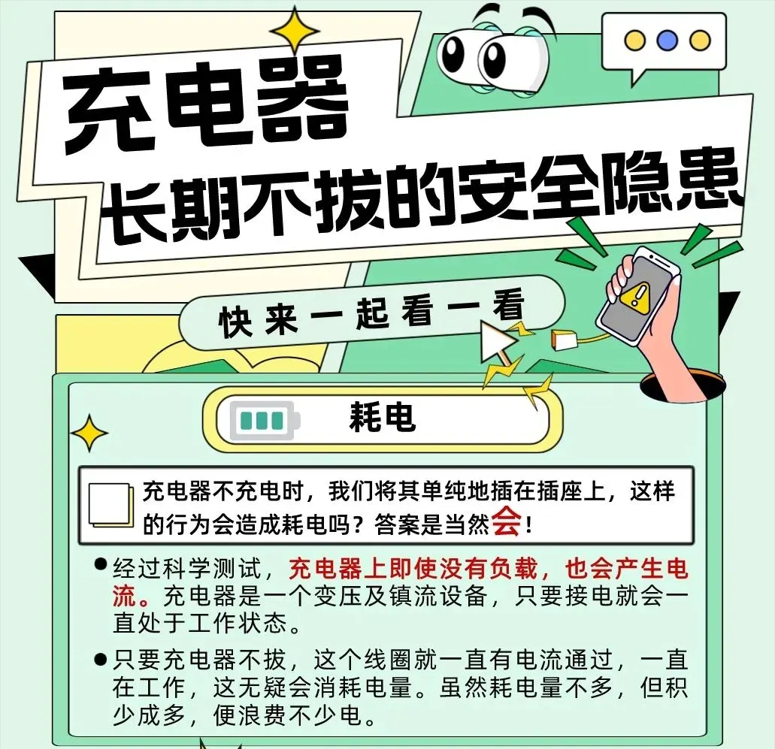 充电器
长期不拔的安全隐患
快来一起看一看
耗电
充电器不充电时，我们将其单纯地插在插座上，这样
的行为会造成耗电吗？答案是当然会！
经过科学测试，充电器上即使没有负载，也会产生电
流。充电器是一个变压及镇流设备，只要接电就会一
直处于工作状态。
只要充电器不拔，这个线圈就一直有电流通过，一直
在工作，这无疑会消耗电量。虽然耗电量不多，但积
少成多，便浪费不少电。